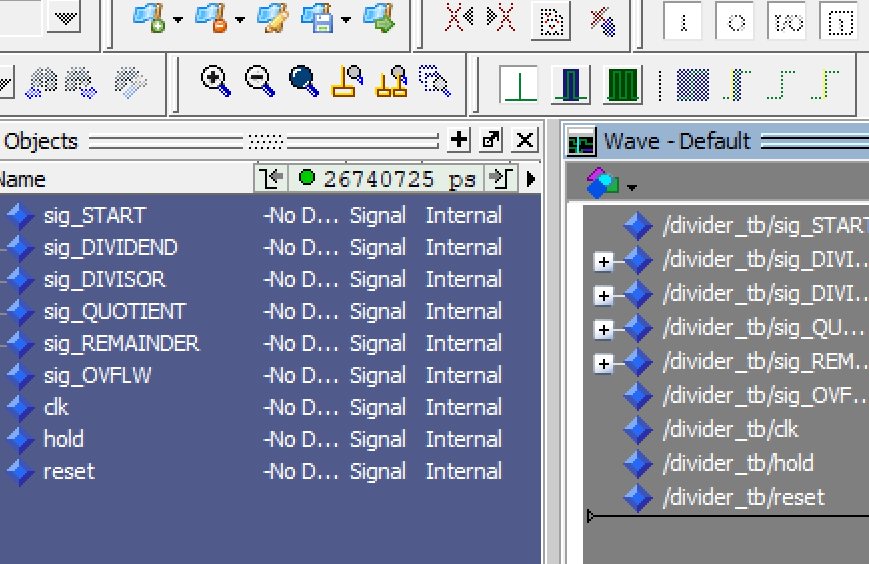 I/O
1
Objects
Wave - Default
Name
26740725 ps
sig_START -No D... Signal Internal
sig_DIVIDEND -No D... Signal Internal
sig_DIVISOR -No D... Signal Internal
sig_QUOTIENT -No D... Signal Internal
sig_REMAINDER -No D... Signal Internal
sig_OVFLW -No D... Signal Internal
clk -No D... Signal Internal
hold -No D... Signal Internal
reset -No D... Signal Internal
/divider_tb/sig_START
/divider_tb/sig_DIVI...
/divider_tb/sig_DIVI...
/divider_tb/sig_QU...
/divider_tb/sig_REM...
/divider_tb/sig_OVF...
/divider_tb/clk
/divider_tb/hold
/divider_tb/reset